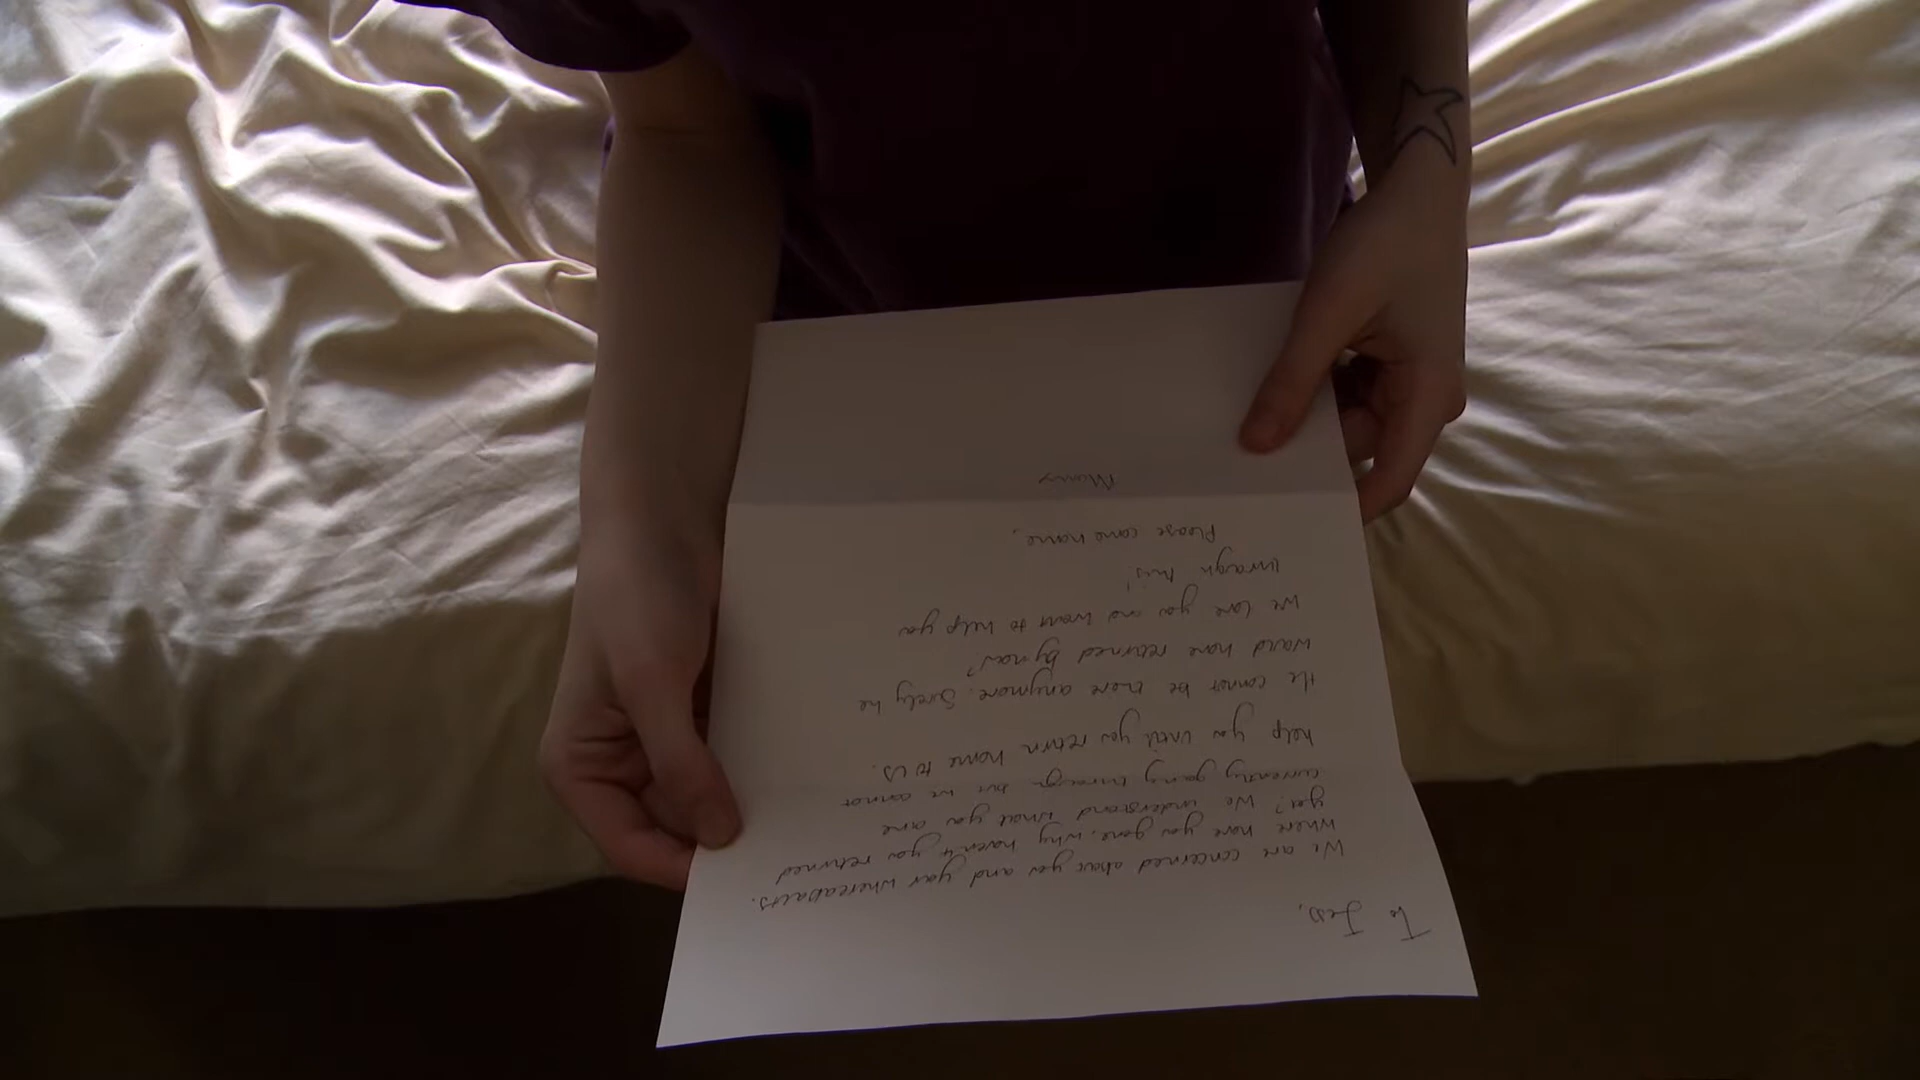 To Jess,
We are concerned about you and your whereabouts.
Where have you gone, why haven't you returned
yet? We understand what you are
currently going through but we cannot
help you until you return home to us.
He cannot be there anymore. Surely he
would have returned by now?
We love you and want to help you
through this!
Please come home,
Mum x